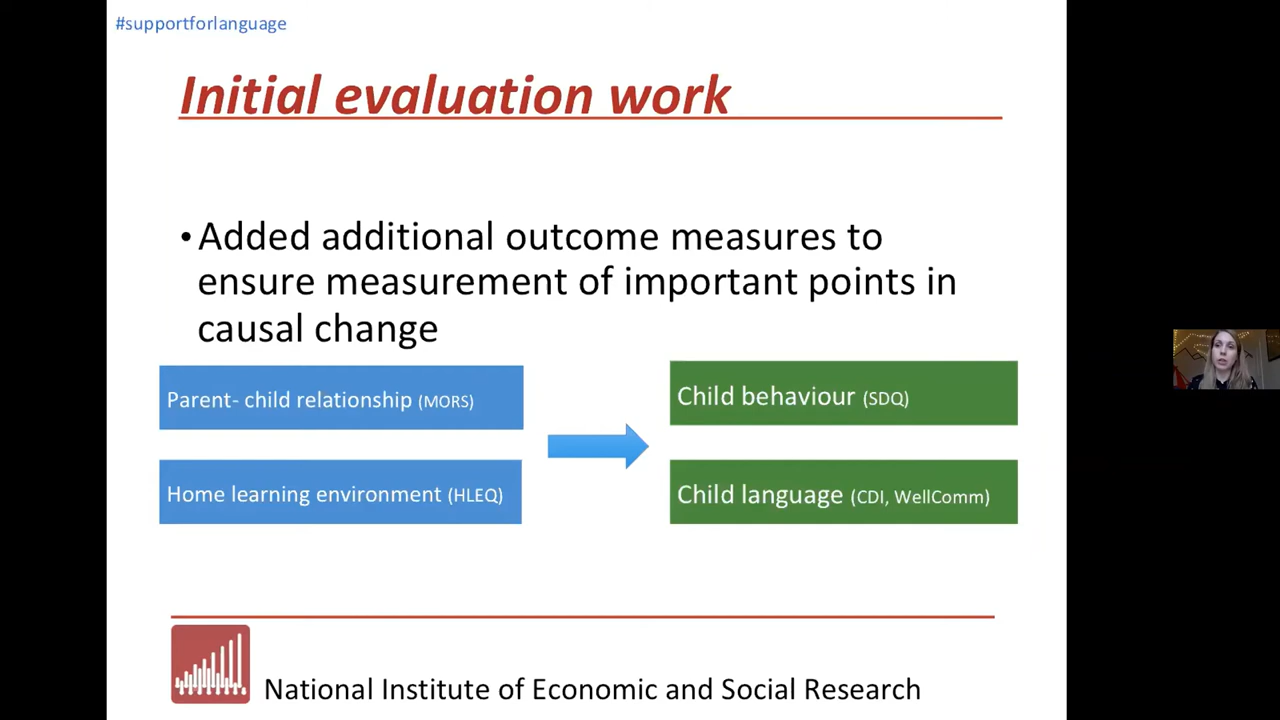 #supportforlanguage
Initial evaluation work
• Added additional outcome measures to
ensure measurement of important points in
causal change
Parent- child relationship (MORS)
Child behaviour (SDQ)
Home learning environment (HLEQ)
Child language (CDI, WellComm)
National Institute of Economic and Social Research